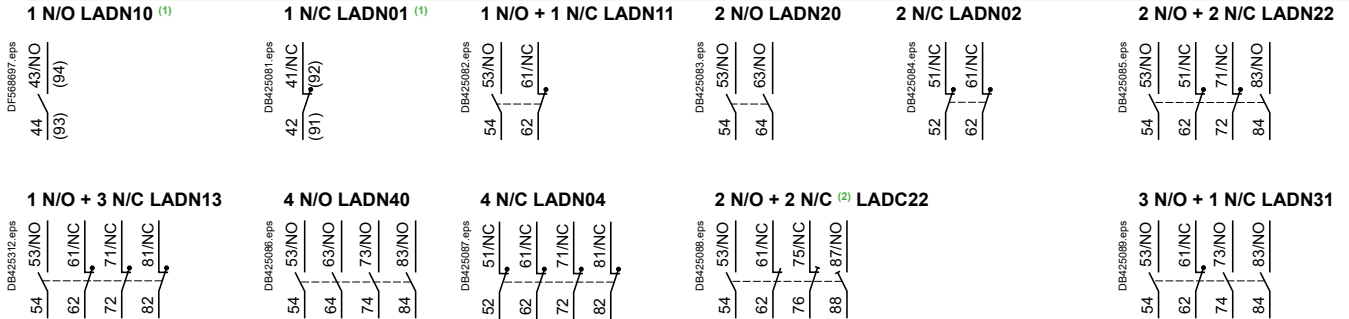 1 N/O LADN10 (1)
1 N/C LADN01 (1)
1 N/O + 1 N/C LADN11
2 N/O LADN20
2 N/C LADN02
2 N/O + 2 N/C LADN22
DF568697.eps
43/NO
(94)
44
(93)
DB425081.eps
41/NC
(92)
42
(91)
DB425082.eps
53/NO
61/NC
54
62
DB425083.eps
53/NO
63/NO
54
64
DB425084.eps
51/NC
61/NC
52
62
DB425085.eps
53/NO
51/NC
71/NC
83/NO
54
62
72
84
1 N/O + 3 N/C LADN13
4 N/O LADN40
4 N/C LADN04
2 N/O + 2 N/C (2) LADC22
3 N/O + 1 N/C LADN31
DB425312.eps
53/NO
61/NC
71/NC
81/NC
54
62
72
82
DB425086.eps
53/NO
63/NO
73/NO
83/NO
54
64
74
84
DB425087.eps
51/NC
61/NC
71/NC
81/NC
52
62
72
82
DB425088.eps
53/NO
61/NC
75/NC
87/NO
54
62
76
88
DB425089.eps
53/NO
61/NC
73/NO
83/NO
54
62
74
84